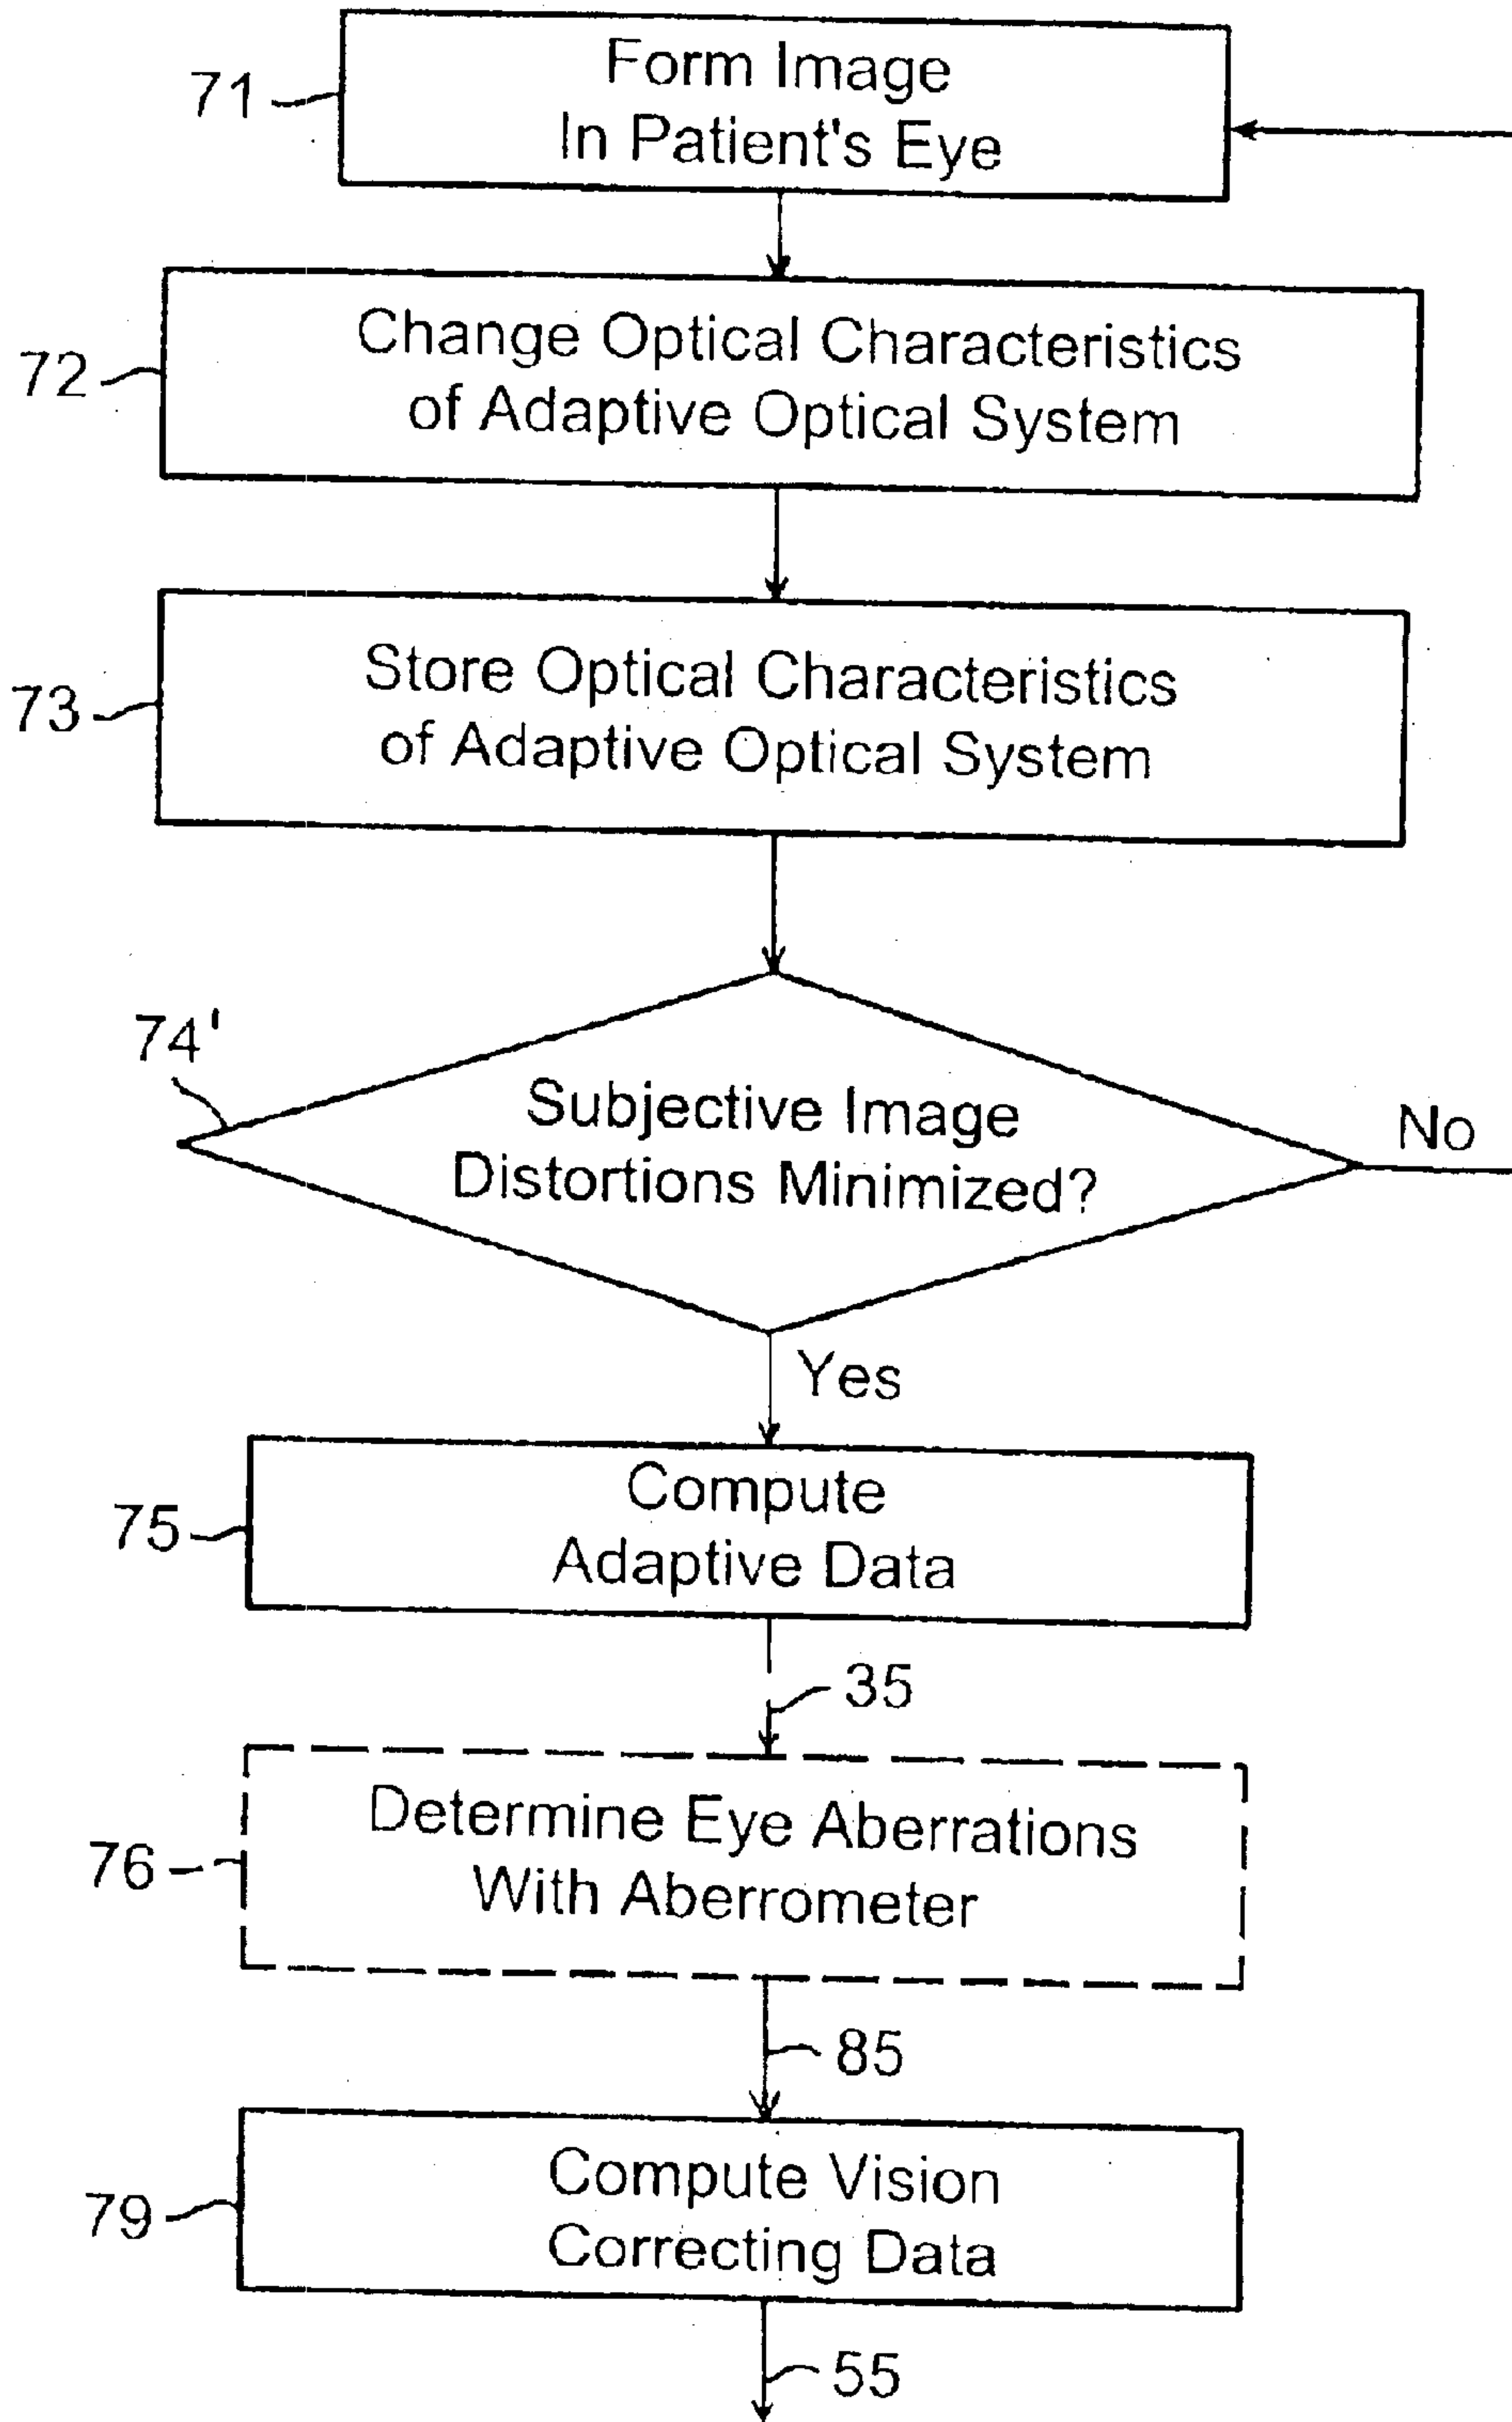 Form Image
In Patient's Eye
71
Change Optical Characteristics
of Adaptive Optical System
72
Store Optical Characteristics
of Adaptive Optical System
73
74'
Subjective Image
Distortions Minimized?
No
Yes
Compute
Adaptive Data
75
35
Determine Eye Aberrations
With Aberrometer
76
85
Compute Vision
Correcting Data
79
55